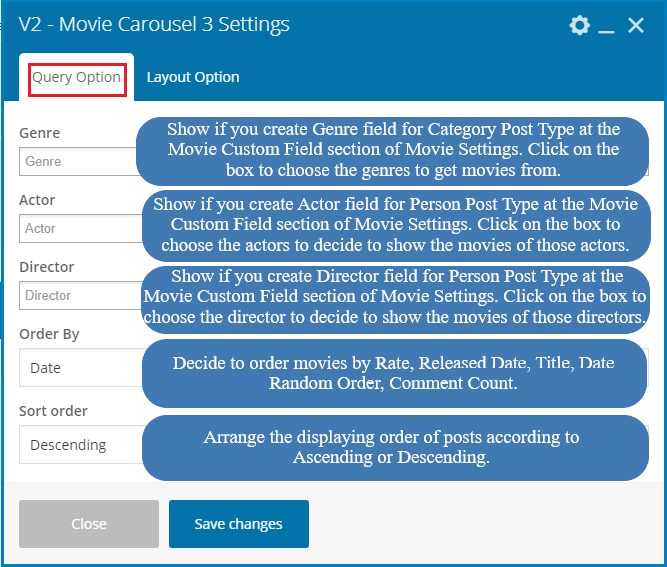 V2 - Movie Carousel 3 Settings
Query Option
Layout Option
Genre
Genre
Show if you create Genre field for Category Post Type at the
Movie Custom Field section of Movie Settings. Click on the
box to choose the genres to get movies from.
Actor
Actor
Show if you create Actor field for Person Post Type at the Movie
Custom Field section of Movie Settings. Click on the box to
choose the actors to decide to show the movies of those actors.
Director
Director
Show if you create Director field for Person Post Type at the
Movie Custom Field section of Movie Settings. Click on the box to
choose the director to decide to show the movies of those directors.
Order By
Date
Decide to order movies by Rate, Released Date, Title, Date
Random Order, Comment Count.
Sort order
Descending
Arrange the displaying order of posts according to
Ascending or Descending.
Close
Save changes